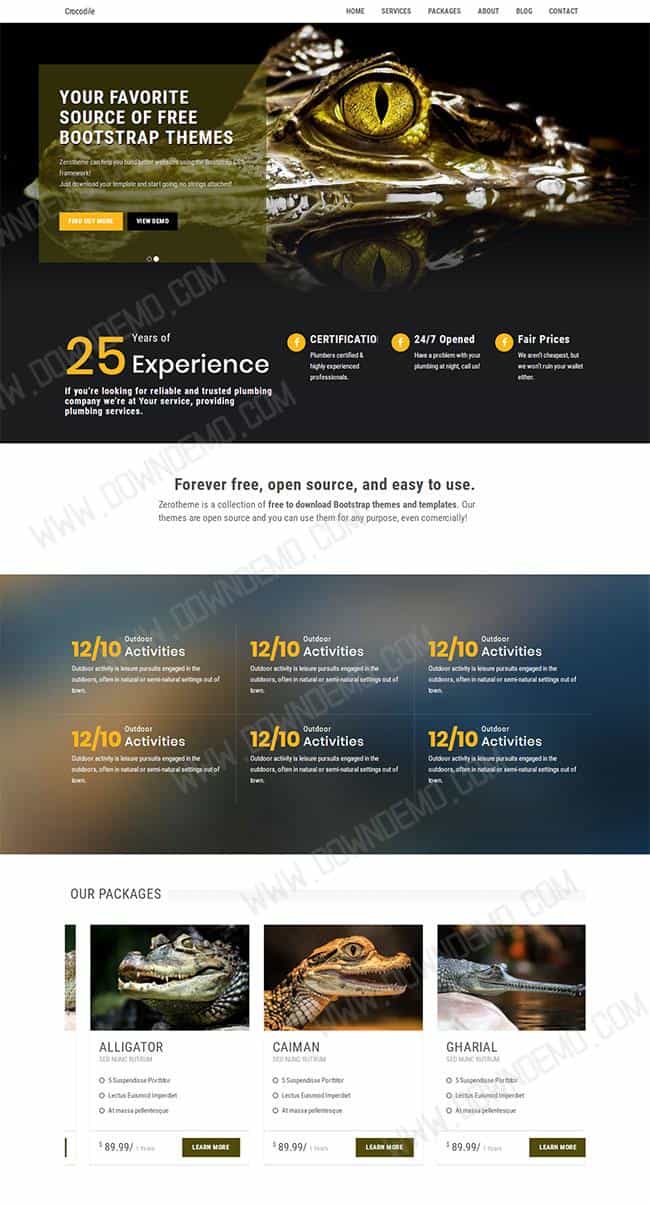 Crocodile
HOME SERVICES PACKAGES ABOUT BLOG CONTACT
YOUR FAVORITE
SOURCE OF FREE
BOOTSTRAP THEMES
Zerotheme can help you build better websites using the Bootstrap CSS
framework!
Just download your template and start going, no strings attached!
FIND OUT MORE
VIEW DEMO
25 Years of
Experience
If you're looking for reliable and trusted plumbing
company we're at Your service, providing
plumbing services.
CERTIFICATIO
Plumbers certified &
highly experienced
professionals.
24/7 Opened
Have a problem with your
plumbing at night, call us!
Fair Prices
We aren't cheapest, but
we won't ruin your wallet
either.
Forever free, open source, and easy to use.
Zerotheme is a collection of free to download Bootstrap themes and templates. Our
themes are open source and you can use them for any purpose, even comercially!
12/10 Outdoor
Activities
Outdoor activity is leisure pursuits engaged in the
outdoors, often in natural or semi-natural settings out of
town.
12/10 Outdoor
Activities
Outdoor activity is leisure pursuits engaged in the
outdoors, often in natural or semi-natural settings out of
town.
12/10 Outdoor
Activities
Outdoor activity is leisure pursuits engaged in the
outdoors, often in natural or semi-natural settings out of
town.
12/10 Outdoor
Activities
Outdoor activity is leisure pursuits engaged in the
outdoors, often in natural or semi-natural settings out of
town.
12/10 Outdoor
Activities
Outdoor activity is leisure pursuits engaged in the
outdoors, often in natural or semi-natural settings out of
town.
12/10 Outdoor
Activities
Outdoor activity is leisure pursuits engaged in the
outdoors, often in natural or semi-natural settings out of
town.
OUR PACKAGES
ALLIGATOR
SED NUNC RUTRUM
5 Suspendisse Porttitor
Lectus Euismod Imperdiet
At massa pellentesque
$ 89.99/ 1 Years
LEARN MORE
CAIMAN
SED NUNC RUTRUM
5 Suspendisse Porttitor
Lectus Euismod Imperdiet
At massa pellentesque
$ 89.99/ 1 Years
LEARN MORE
GHARIAL
SED NUNC RUTRUM
5 Suspendisse Porttitor
Lectus Euismod Imperdiet
At massa pellentesque
$ 89.99/ 1 Years
LEARN MORE
WWW.DOWNDEMO.COM